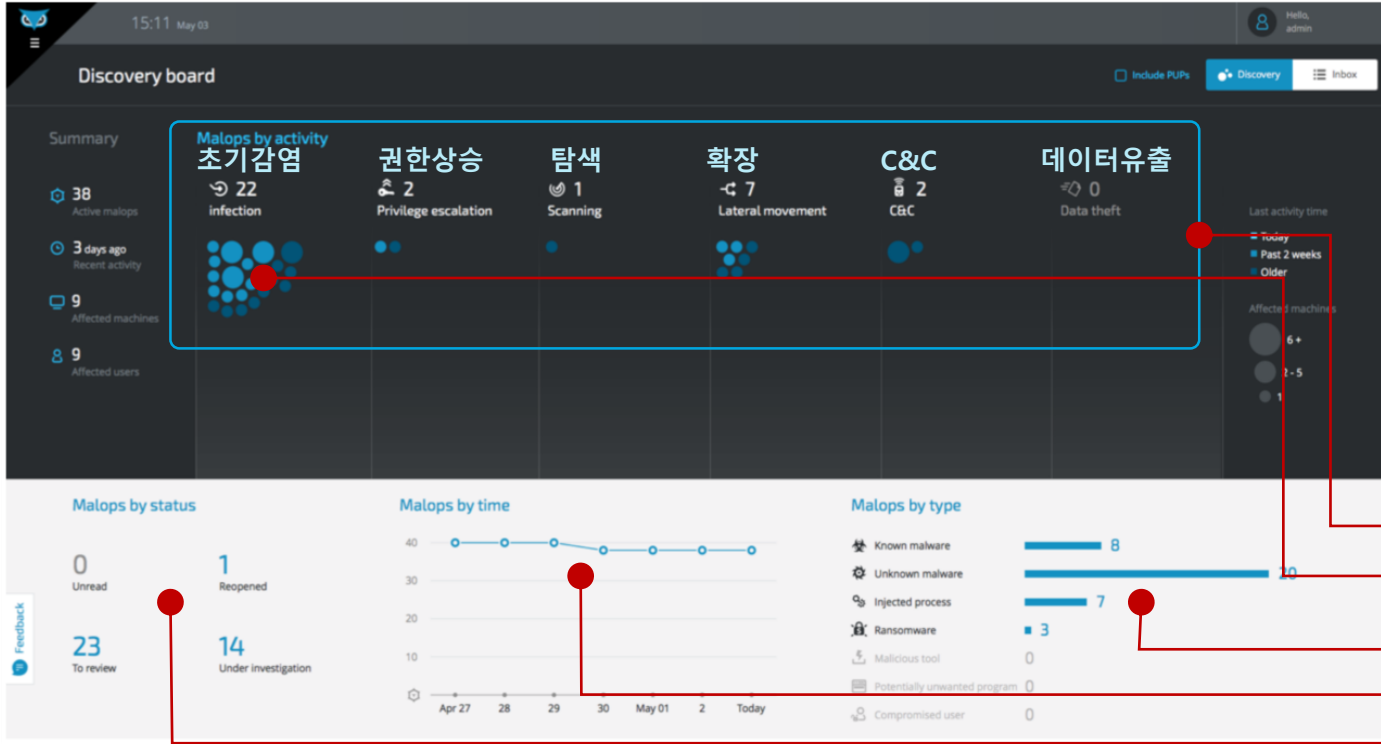 15:11 May 03
Hello,
admin
Discovery board
Include PUPs
Discovery
Inbox
Summary
38
Active malops
3 days ago
Recent activity
9
Affected machines
9
Affected users
Malops by activity
초기감염
22
infection
권한상승
2
Privilege escalation
탐색
1
Scanning
확장
7
Lateral movement
C&C
2
C&C
데이터유출
0
Data theft
Last activity time
Today
Past 2 weeks
Older
Affected machines
6 +
2 - 5
1
Malops by status
0
Unread
1
Reopened
23
To review
14
Under investigation
Malops by time
40
30
20
10
Apr 27 28 29 30 May 01 2 Today
Malops by type
Known malware 8
Unknown malware 20
Injected process 7
Ransomware 3
Malicious tool 0
Potentially unwanted program 0
Compromised user 0
Feedback